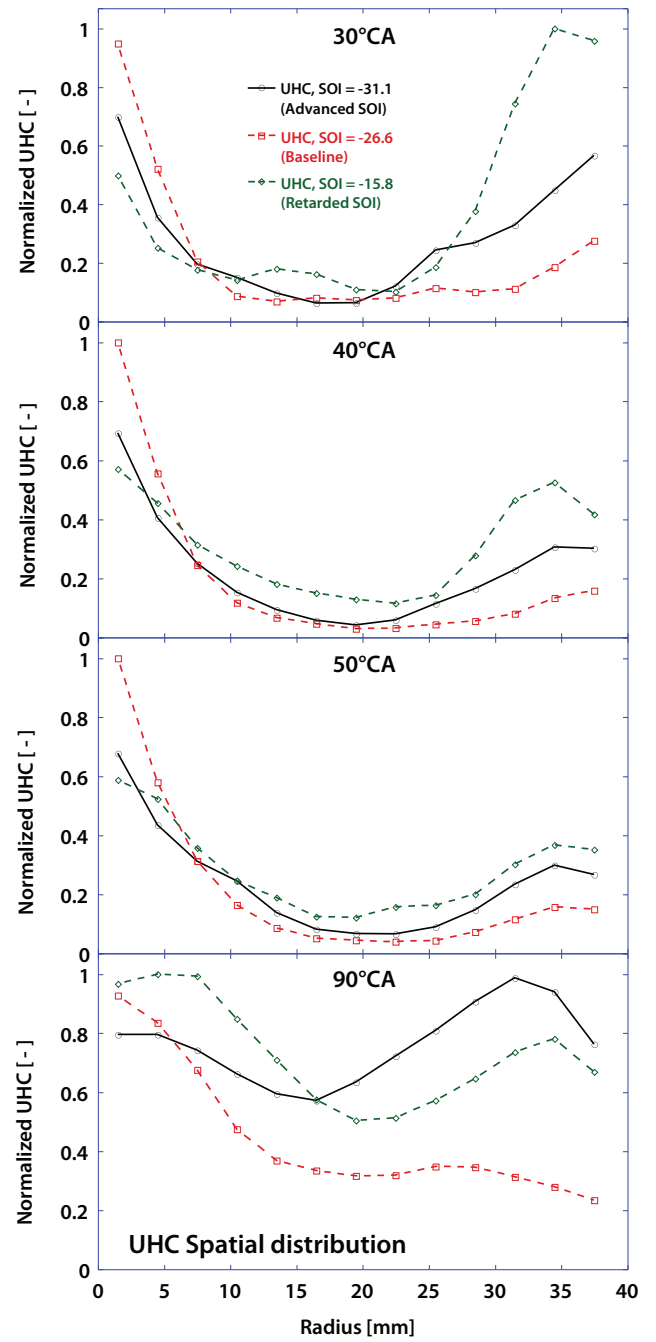 30°CA
1
0.8
0.6
0.4
0.2
0
Normalized UHC [ - ]
UHC, SOI = -31.1
(Advanced SOI)
UHC, SOI = -26.6
(Baseline)
UHC, SOI = -15.8
(Retarded SOI)
40°CA
1
0.8
0.6
0.4
0.2
0
Normalized UHC [ - ]
50°CA
1
0.8
0.6
0.4
0.2
0
Normalized UHC [ - ]
90°CA
1
0.8
0.6
0.4
0.2
0
Normalized UHC [ - ]
UHC Spatial distribution
0 5 10 15 20 25 30 35 40
Radius [mm]